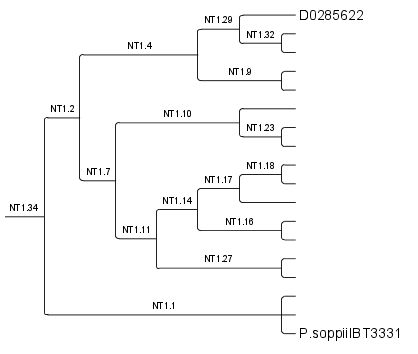 D0285622
NT1.29
NT1.32
NT1.4
NT1.9
NT1.2
NT1.10
NT1.23
NT1.7
NT1.18
NT1.17
NT1.14
NT1.16
NT1.11
NT1.27
NT1.34
NT1.1
P.soppiiIBT3331